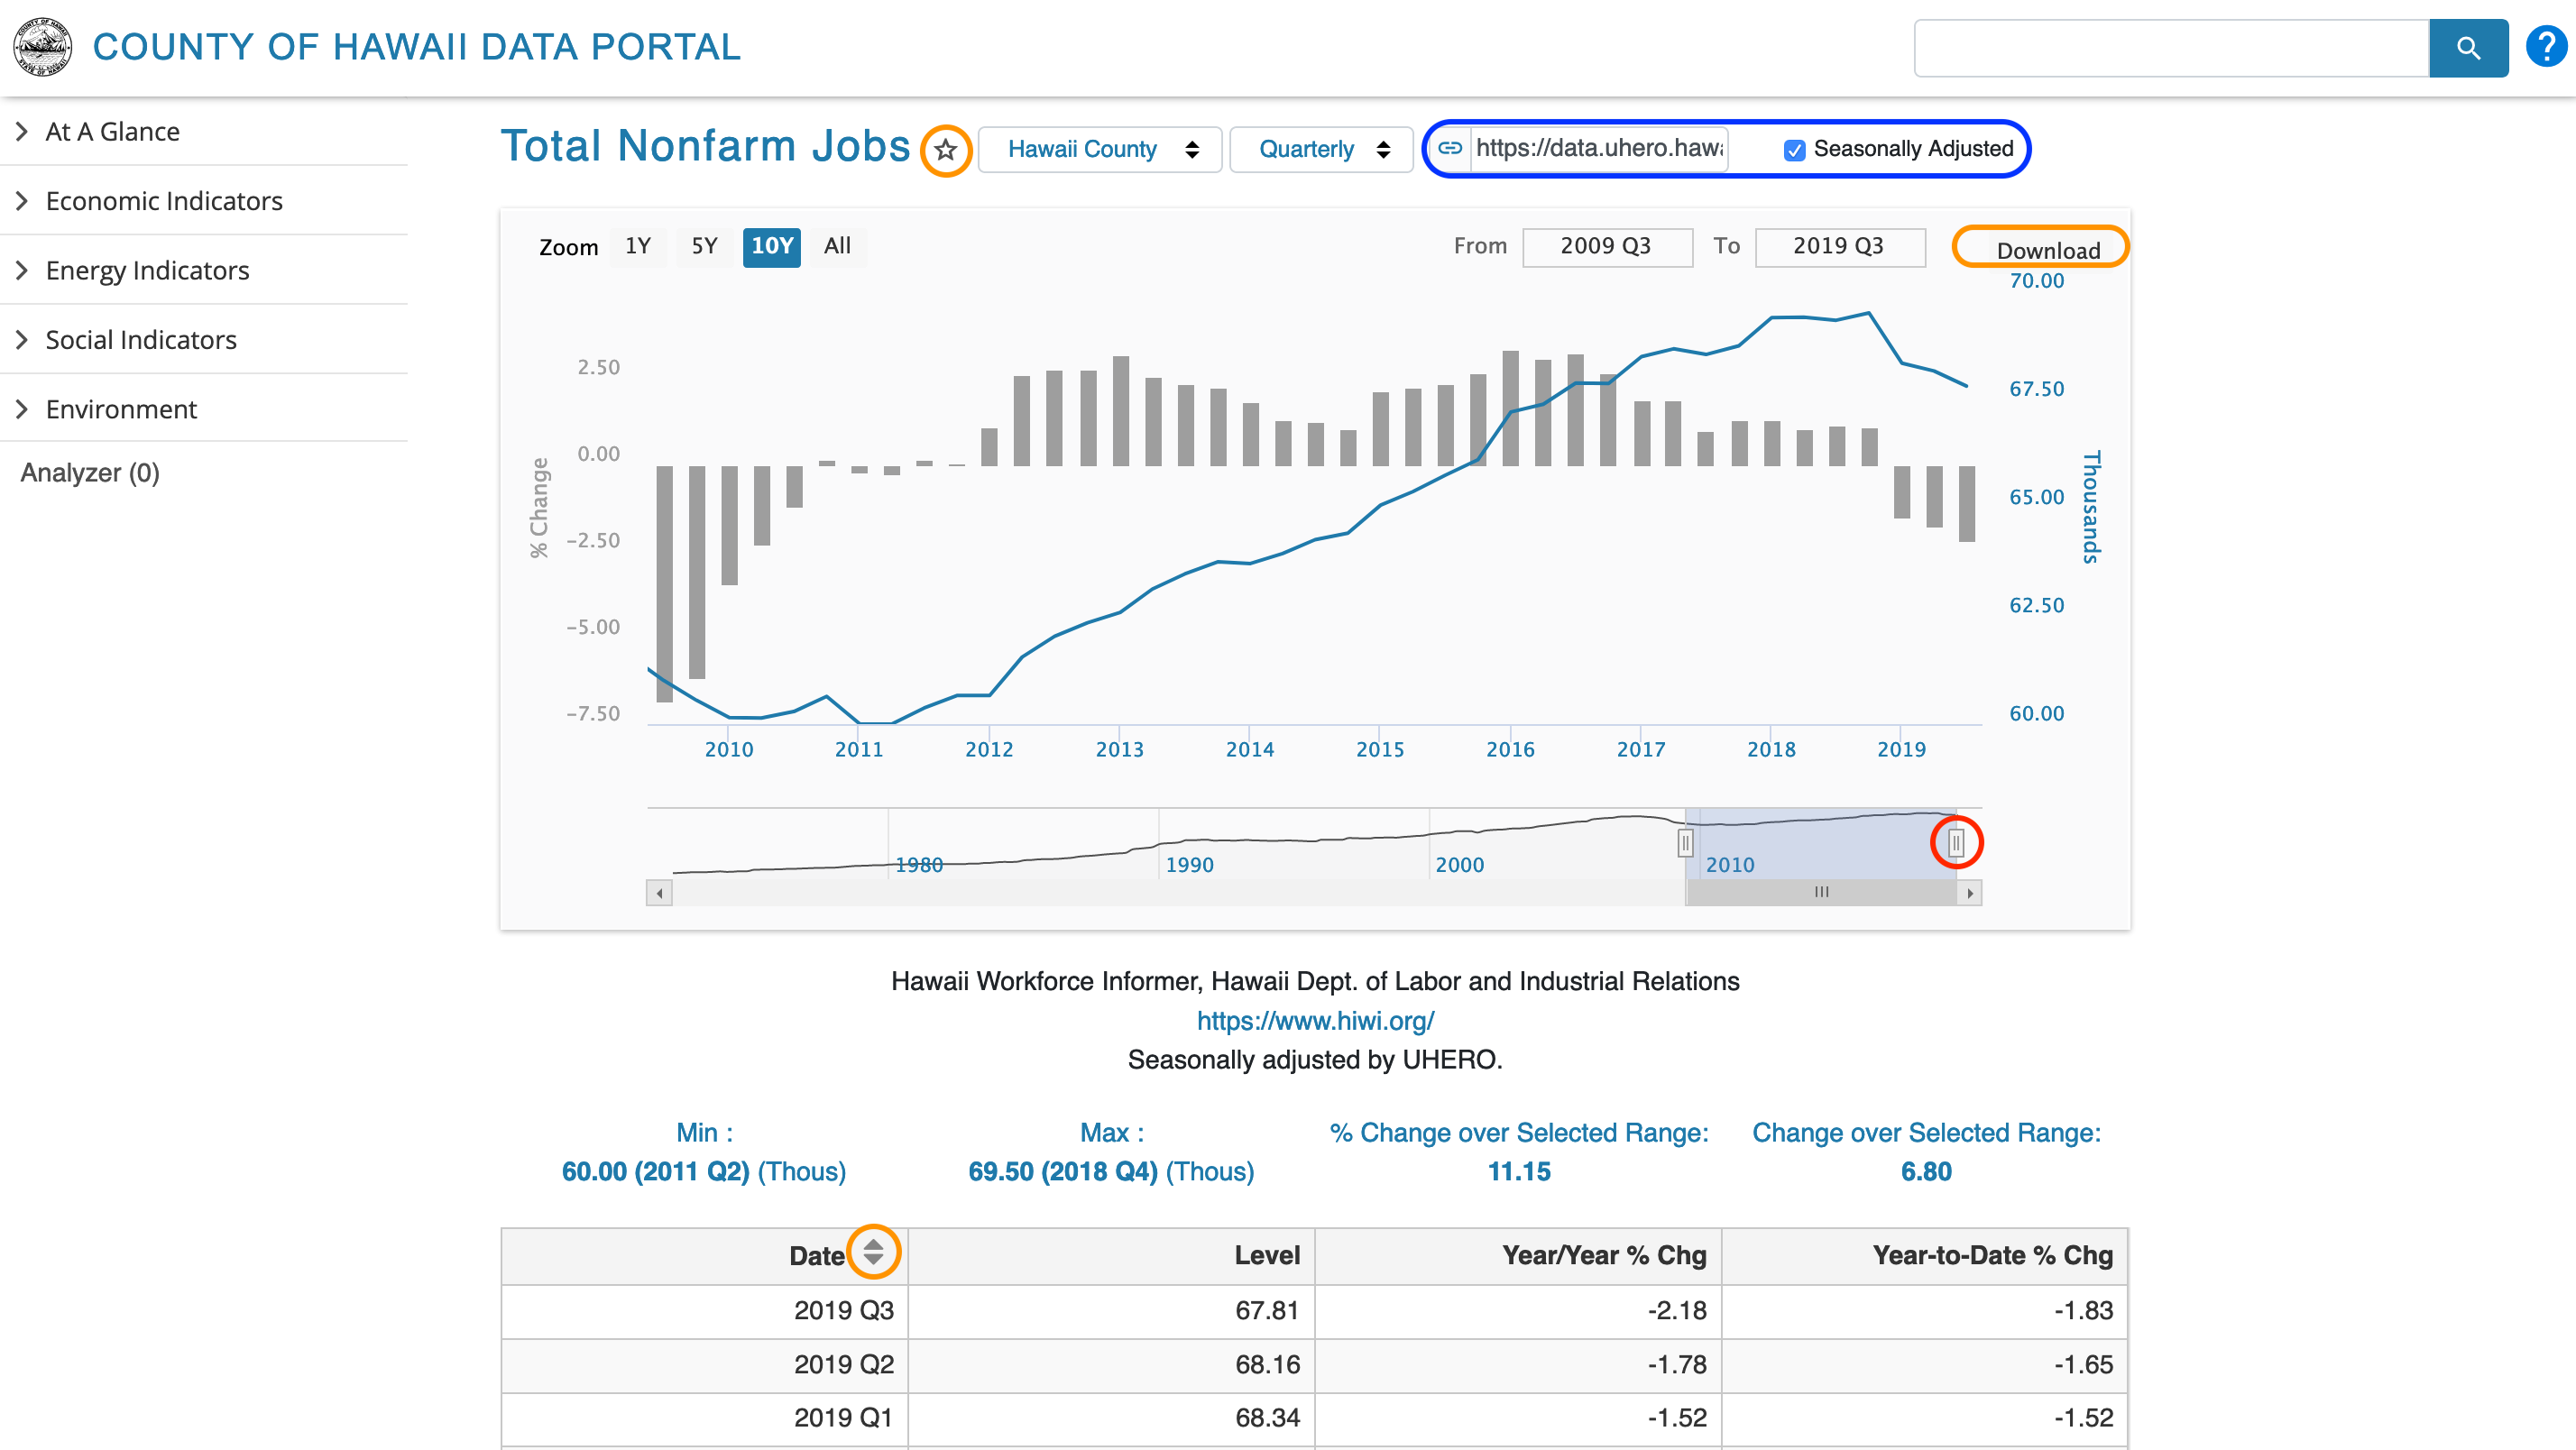 COUNTY OF HAWAII DATA PORTAL
?
At A Glance
Economic Indicators
Energy Indicators
Social Indicators
Environment
Analyzer (0)
Total Nonfarm Jobs Hawaii County Quarterly https://data.uhero.hawa Seasonally Adjusted
Zoom 1Y 5Y 10Y All From 2009 Q3 To 2019 Q3 Download
% Change
2.50
0.00
-2.50
-5.00
-7.50
70.00
67.50
65.00
62.50
60.00
Thousands
2010 2011 2012 2013 2014 2015 2016 2017 2018 2019
1980 1990 2000 2010
Hawaii Workforce Informer, Hawaii Dept. of Labor and Industrial Relations
https://www.hiwi.org/
Seasonally adjusted by UHERO.
Min : Max : % Change over Selected Range: Change over Selected Range:
60.00 (2011 Q2) (Thous) 69.50 (2018 Q4) (Thous) 11.15 6.80
Date Level Year/Year % Chg Year-to-Date % Chg
2019 Q3 67.81 -2.18 -1.83
2019 Q2 68.16 -1.78 -1.65
2019 Q1 68.34 -1.52 -1.52